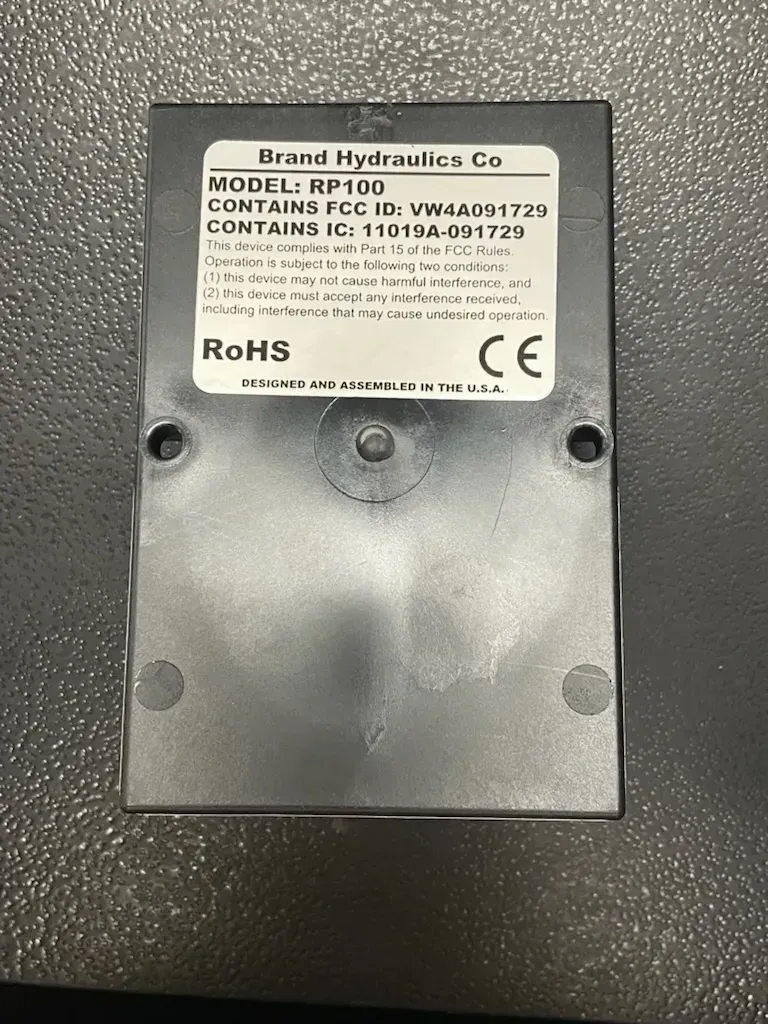 Brand Hydraulics Co
MODEL: RP100
CONTAINS FCC ID: VW4A091729
CONTAINS IC: 11019A-091729
This device complies with Part 15 of the FCC Rules.
Operation is subject to the following two conditions:
(1) this device may not cause harmful interference, and
(2) this device must accept any interference received,
including interference that may cause undesired operation.
RoHS CE
DESIGNED AND ASSEMBLED IN THE U.S.A.